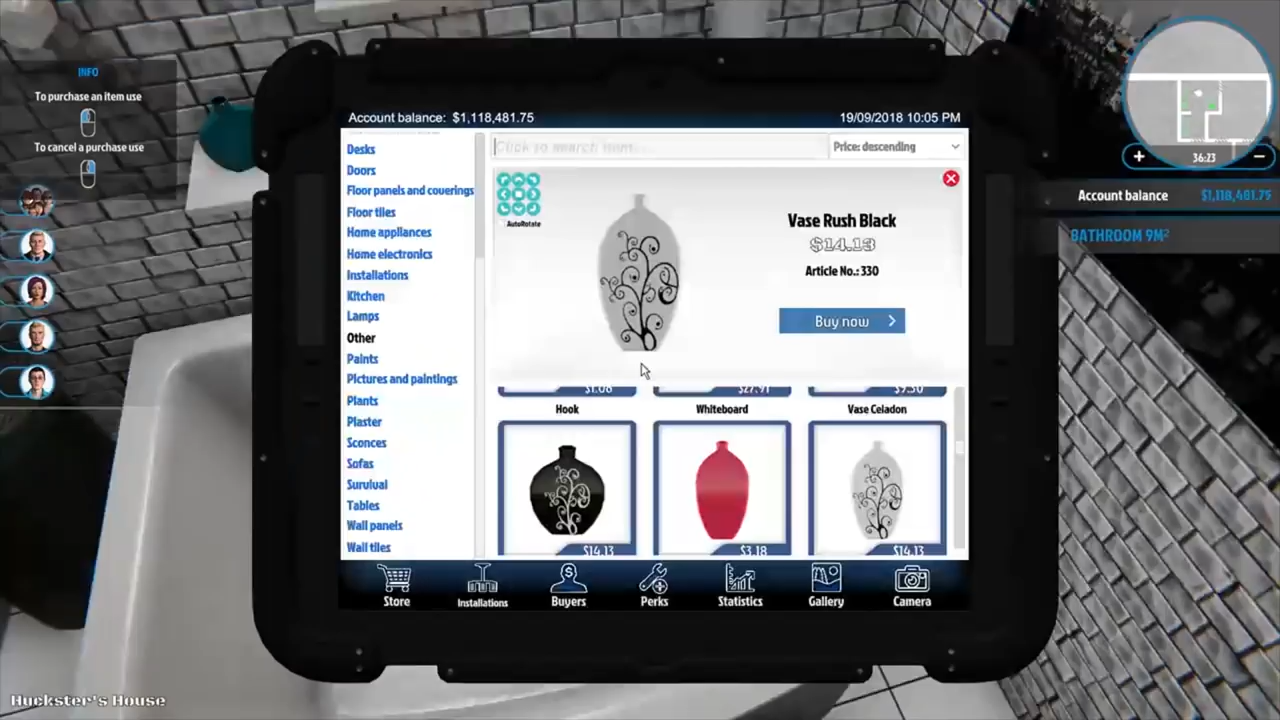 INFO
To purchase an item use
To cancel a purchase use
Account balance: $1,118,481.75
19/09/2018 10:05 PM
Desks
Doors
Floor panels and coverings
Floor tiles
Home appliances
Home electronics
Installations
Kitchen
Lamps
Other
Paints
Pictures and paintings
Plants
Plaster
Sconces
Sofas
Survival
Tables
Wall panels
Wall tiles
Click to search item...
Price: descending
AutoRotate
Vase Rush Black
$14.13
Article No.: 330
Buy now
Hook
Whiteboard
Vase Celadon
$14.13
$3.18
$14.13
Store
Installations
Buyers
Perks
Statistics
Gallery
Camera
36:23
Account balance
$1,118,481.75
BATHROOM 9M²
Huckster's House